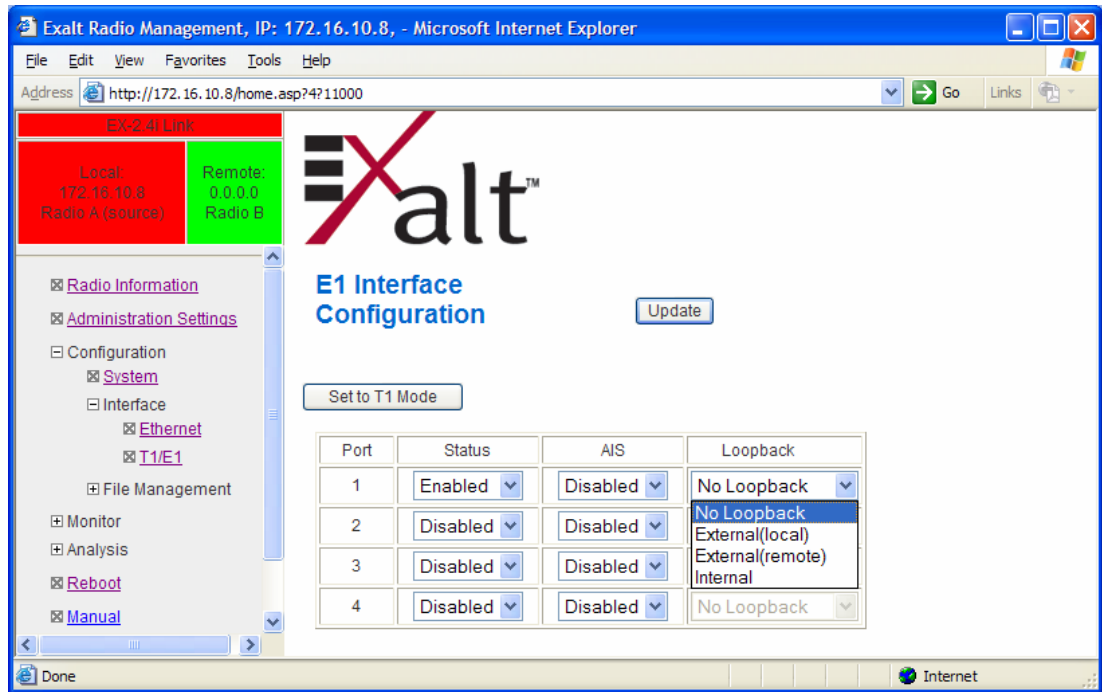 Exalt Radio Management, IP: 172.16.10.8, - Microsoft Internet Explorer
File Edit View Favorites Tools Help
Address http://172.16.10.8/home.asp?4?11000 Go Links
EX-2.4i Link
Local:
172.16.10.8
Radio A (source)
Remote:
0.0.0.0
Radio B
Radio Information
Administration Settings
Configuration
System
Interface
Ethernet
T1/E1
File Management
Monitor
Analysis
Reboot
Manual
Exalt™
E1 Interface
Configuration
Update
Set to T1 Mode
Port Status AIS Loopback
1 Enabled Disabled No Loopback
No Loopback
External(local)
External(remote)
Internal
2 Disabled Disabled
3 Disabled Disabled
4 Disabled Disabled No Loopback
Done Internet